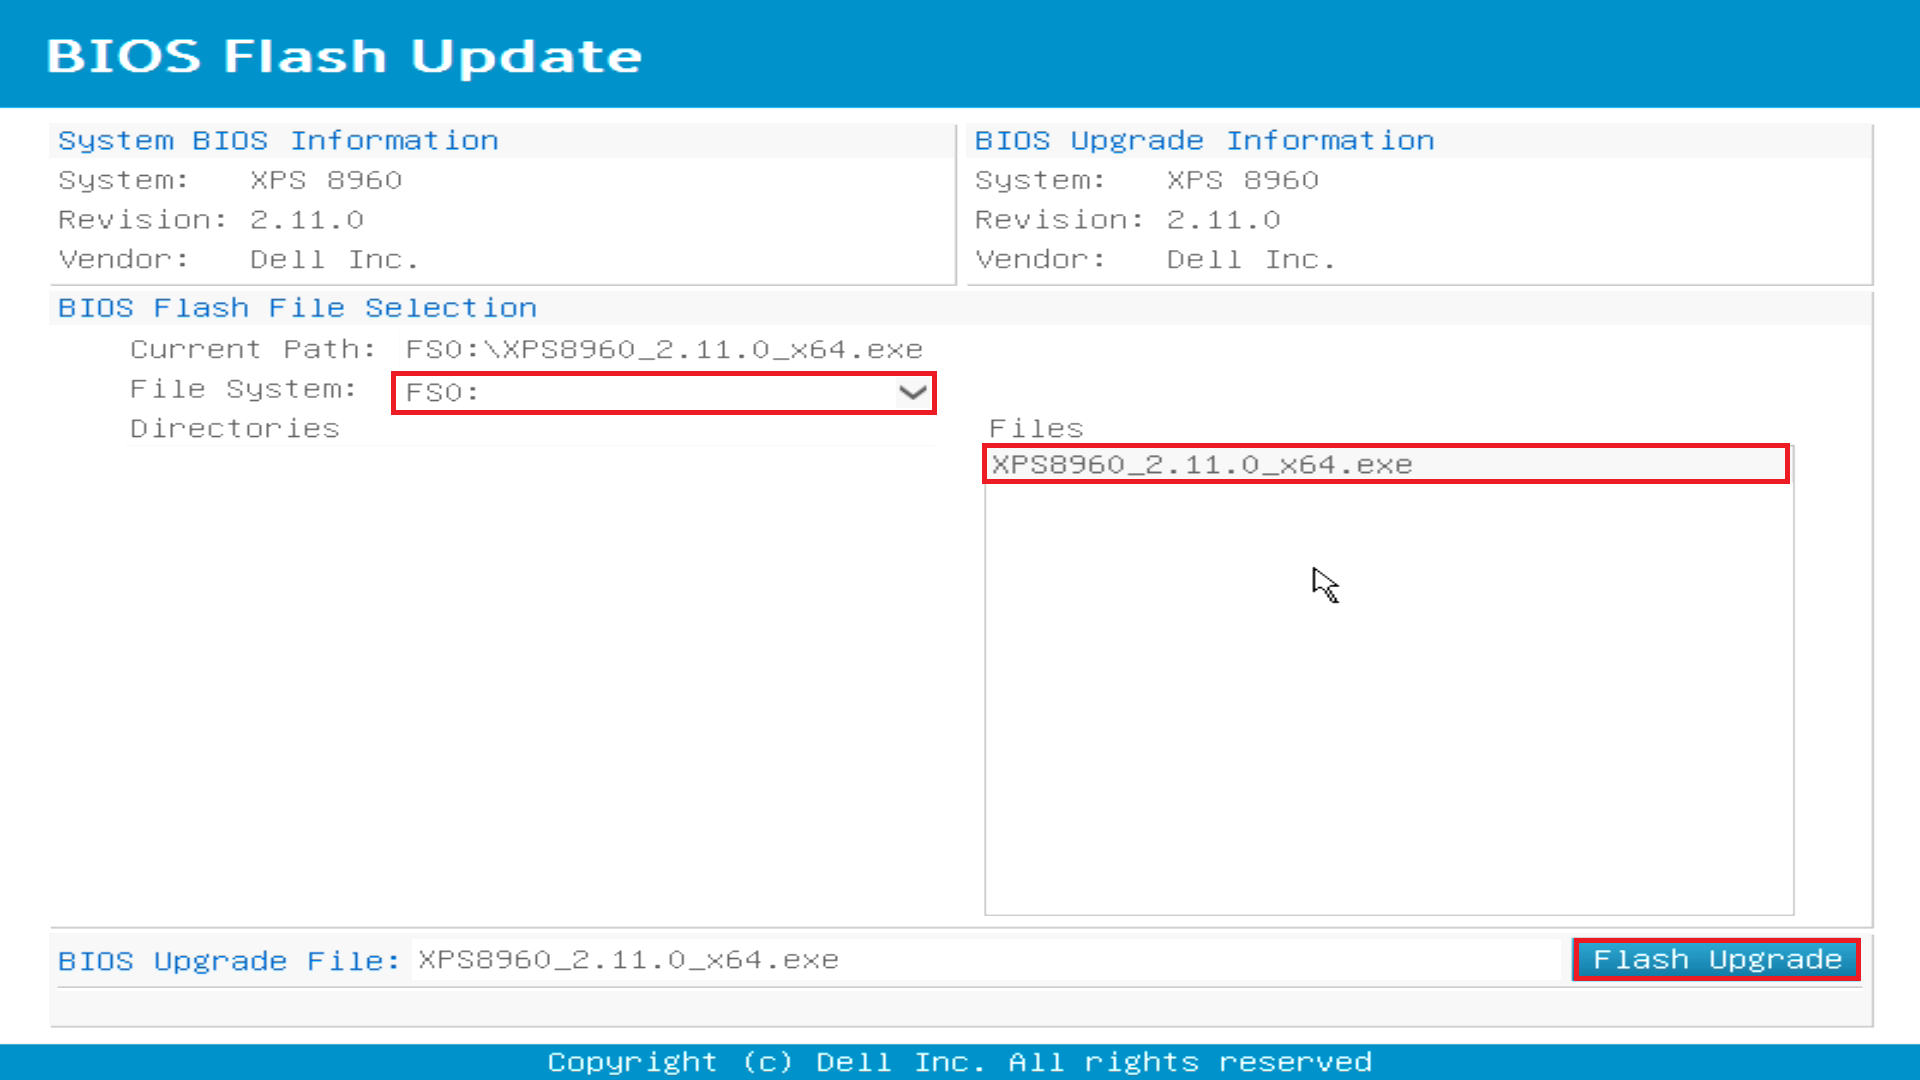 BIOS Flash Update
System BIOS Information
System: XPS 8960
Revision: 2.11.0
Vendor: Dell Inc.
BIOS Upgrade Information
System: XPS 8960
Revision: 2.11.0
Vendor: Dell Inc.
BIOS Flash File Selection
Current Path: FS0:\XPS8960_2.11.0_x64.exe
File System: FS0:
Directories
Files
XPS8960_2.11.0_x64.exe
BIOS Upgrade File: XPS8960_2.11.0_x64.exe
Flash Upgrade
Copyright (c) Dell Inc. All rights reserved